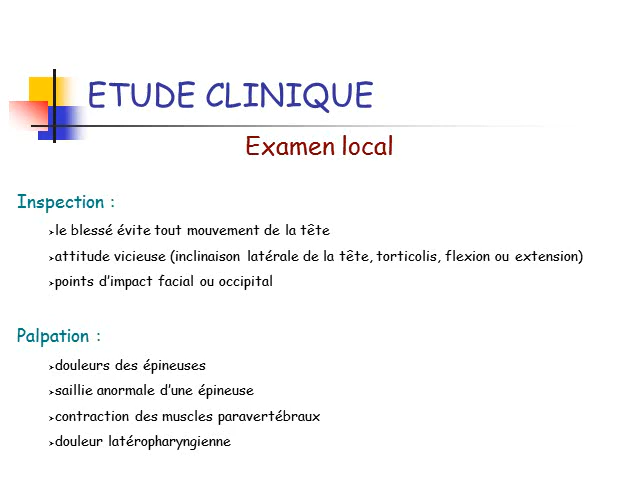 ETUDE CLINIQUE
Examen local
Inspection :
➢le blessé évite tout mouvement de la tête
➢attitude vicieuse (inclinaison latérale de la tête, torticolis, flexion ou extension)
➢points d’impact facial ou occipital
Palpation :
➢douleurs des épineuses
➢saillie anormale d’une épineuse
➢contraction des muscles paravertébraux
➢douleur latéropharyngienne